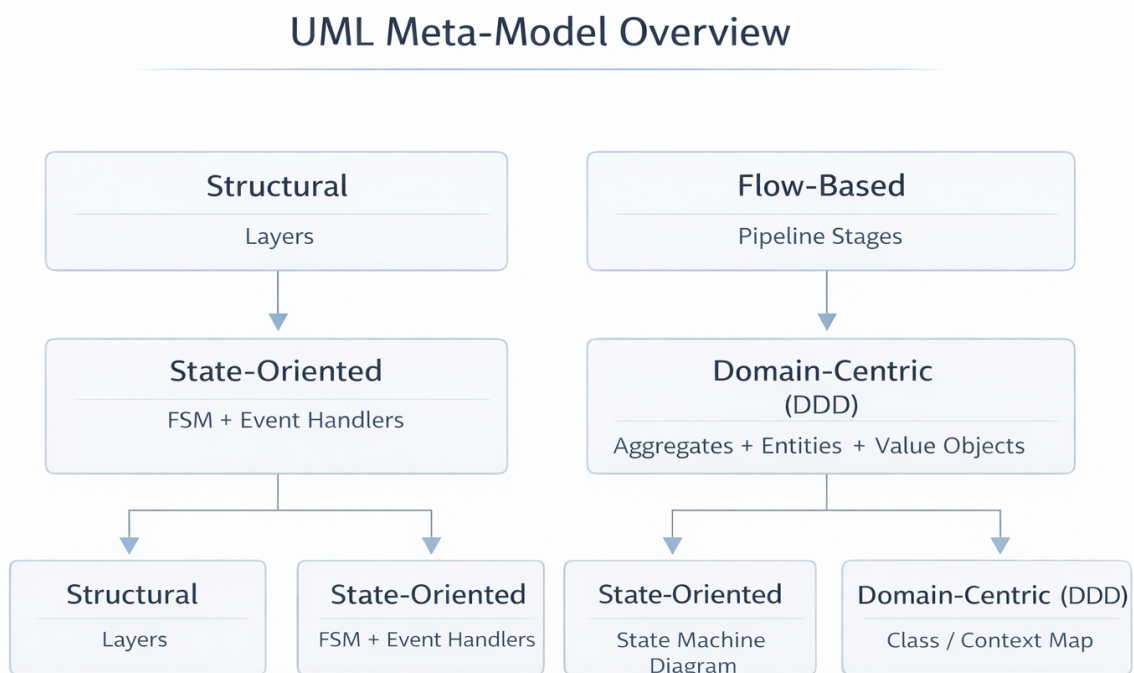 UML Meta-Model Overview
Structural
Layers
Flow-Based
Pipeline Stages
State-Oriented
FSM + Event Handlers
Domain-Centric
(DDD)
Aggregates + Entities + Value Objects
Structural
Layers
State-Oriented
FSM + Event Handlers
State-Oriented
State Machine
Diagram
Domain-Centric (DDD)
Class / Context Map